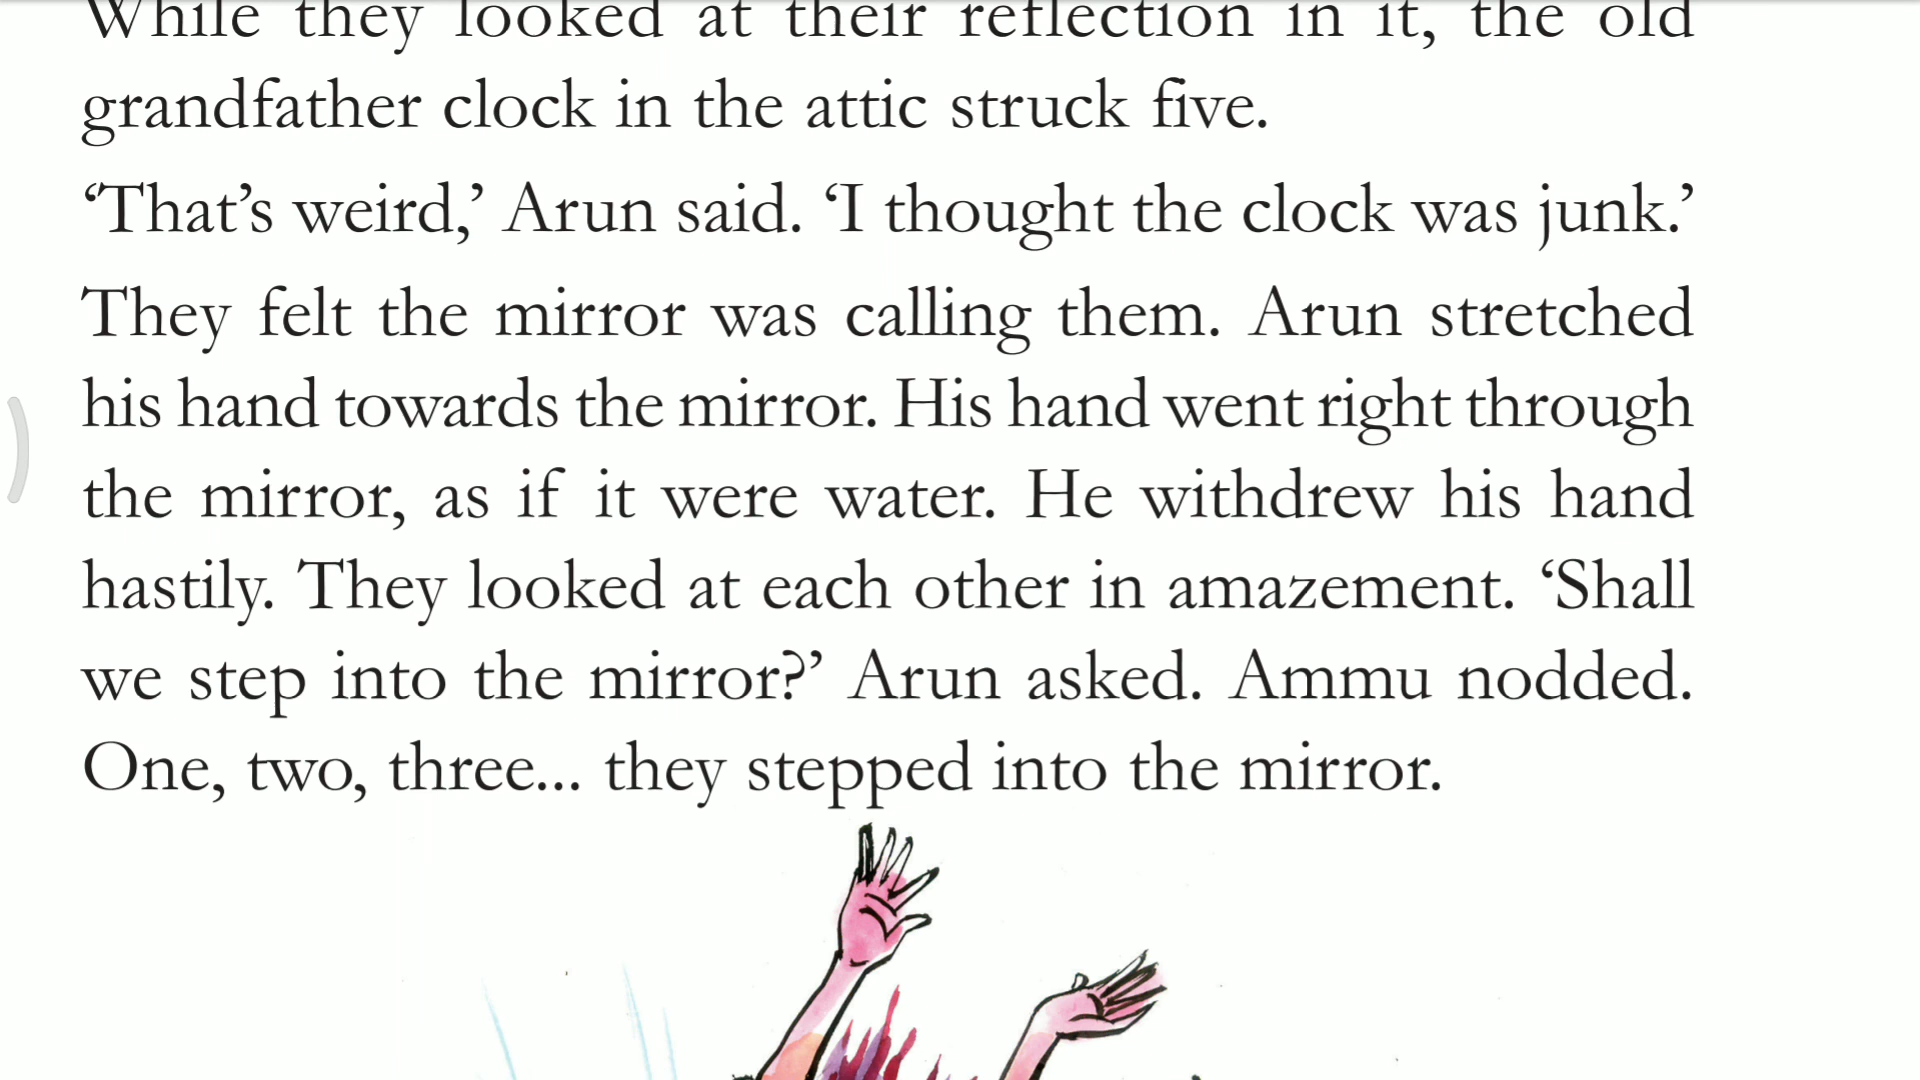 While they looked at their reflection in it, the old
grandfather clock in the attic struck five.
‘That’s weird,’ Arun said. ‘I thought the clock was junk.’
They felt the mirror was calling them. Arun stretched
his hand towards the mirror. His hand went right through
the mirror, as if it were water. He withdrew his hand
hastily. They looked at each other in amazement. ‘Shall
we step into the mirror?’ Arun asked. Ammu nodded.
One, two, three... they stepped into the mirror.